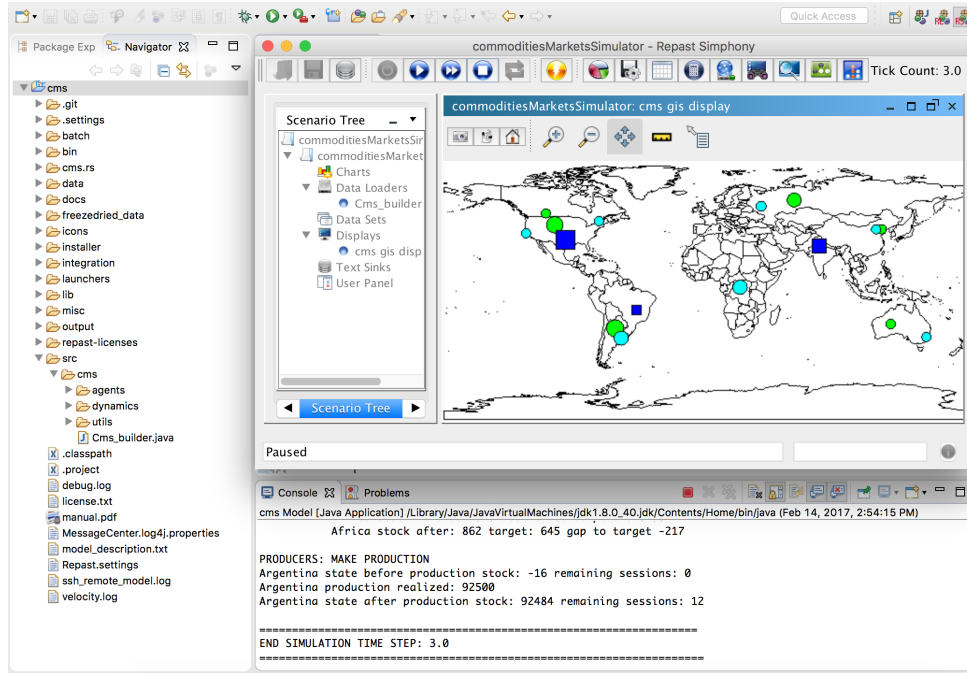 Quick Access
Package Exp
Navigator
cms
.git
.settings
batch
bin
cms.rs
data
docs
freezedried_data
icons
installer
integration
launchers
lib
misc
output
repast-licenses
src
cms
agents
dynamics
utils
Cms_builder.java
.classpath
.project
debug.log
license.txt
manual.pdf
MessageCenter.log4j.properties
model_description.txt
Repast.settings
ssh_remote_model.log
velocity.log
commoditiesMarketsSimulator - Repast Simphony
Tick Count: 3.0
Scenario Tree
commoditiesMarketsSir
commoditiesMarket
Charts
Data Loaders
Cms_builder
Data Sets
Displays
cms gis disp
Text Sinks
User Panel
Scenario Tree
commoditiesMarketsSimulator: cms gis display
Paused
Console
Problems
cms Model [Java Application] /Library/Java/JavaVirtualMachines/jdk1.8.0_40.jdk/Contents/Home/bin/java (Feb 14, 2017, 2:54:15 PM)
Africa stock after: 862 target: 645 gap to target -217
PRODUCERS: MAKE PRODUCTION
Argentina state before production stock: -16 remaining sessions: 0
Argentina production realized: 92500
Argentina state after production stock: 92484 remaining sessions: 12
===================================================================
END SIMULATION TIME STEP: 3.0
====================================================================